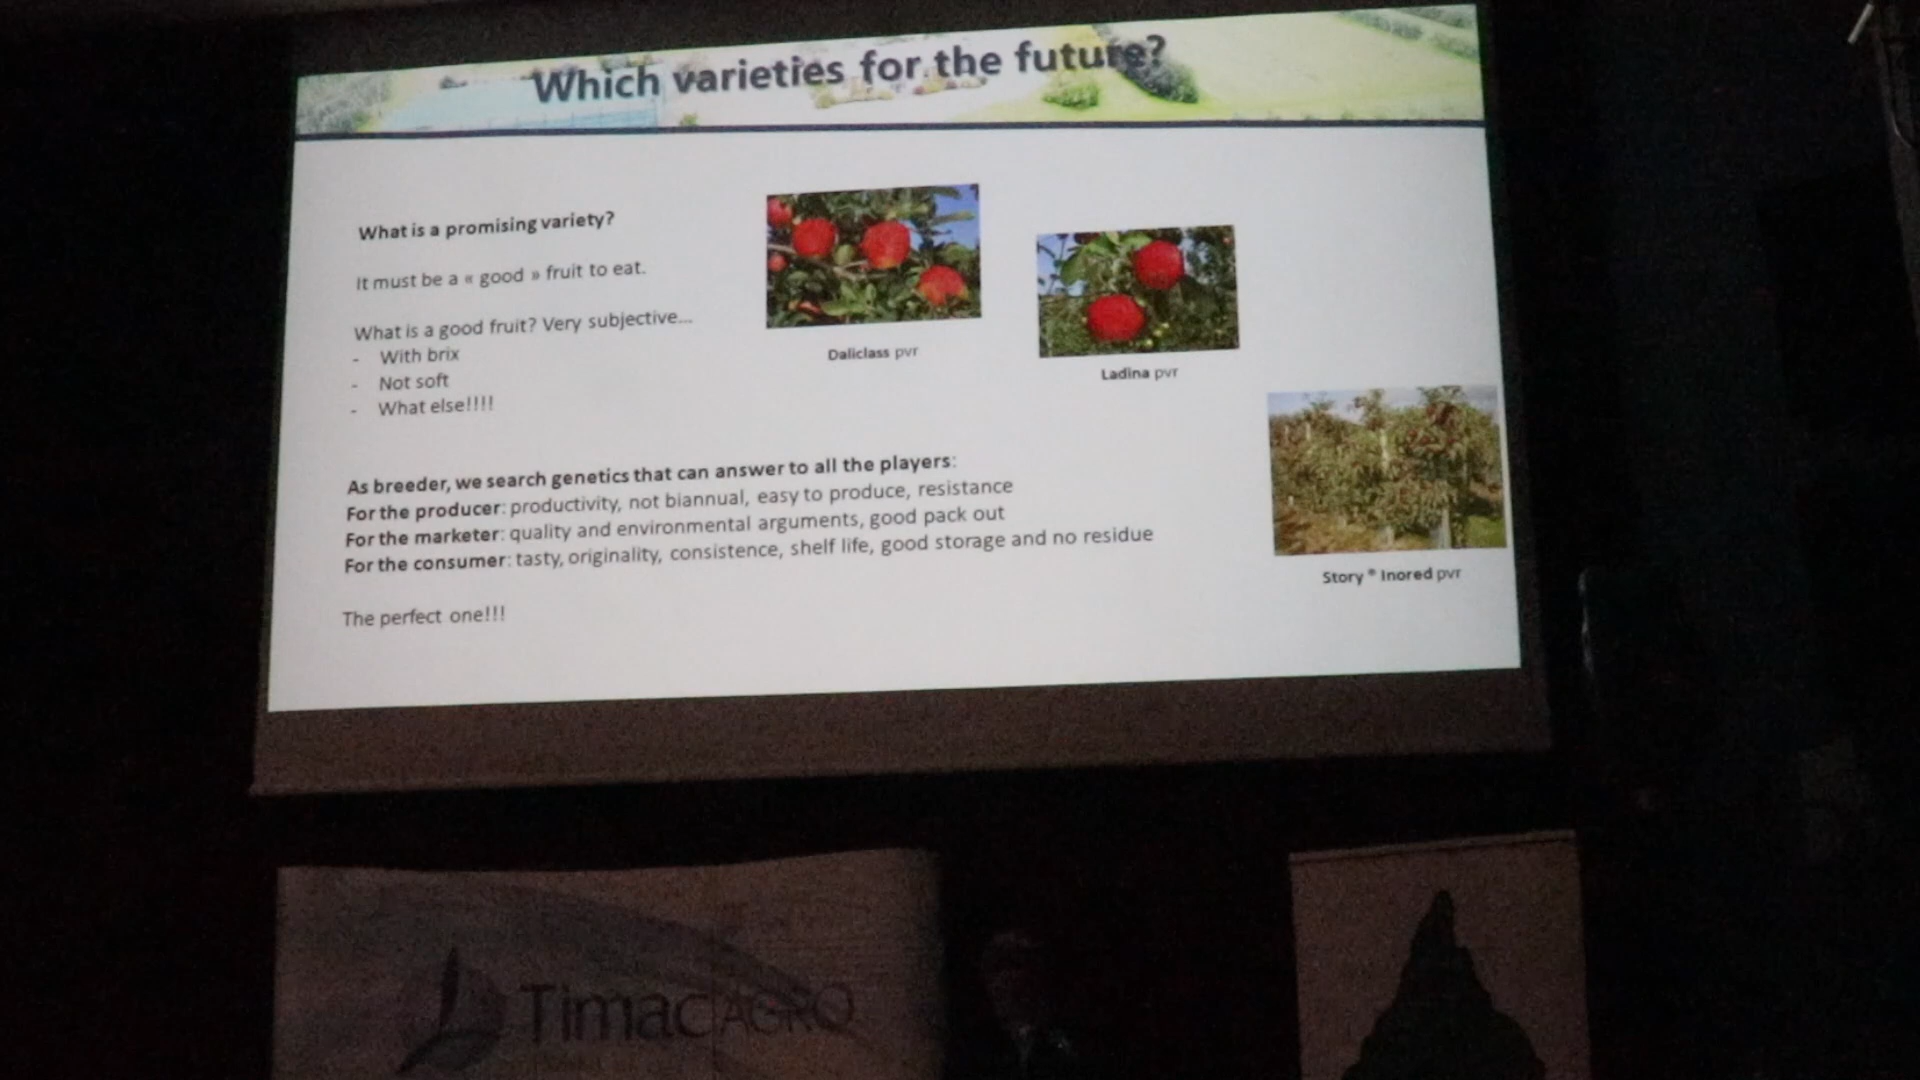 Which varieties for the future?
What is a promising variety?
It must be a « good » fruit to eat.
What is a good fruit? Very subjective...
- With brix
- Not soft
- What else!!!!
Daliclass pvr
Ladina pvr
As breeder, we search genetics that can answer to all the players:
For the producer: productivity, not biannual, easy to produce, resistance
For the marketer: quality and environmental arguments, good pack out
For the consumer: tasty, originality, consistence, shelf life, good storage and no residue
Story ® Inored pvr
The perfect one!!!
Timac AGRO